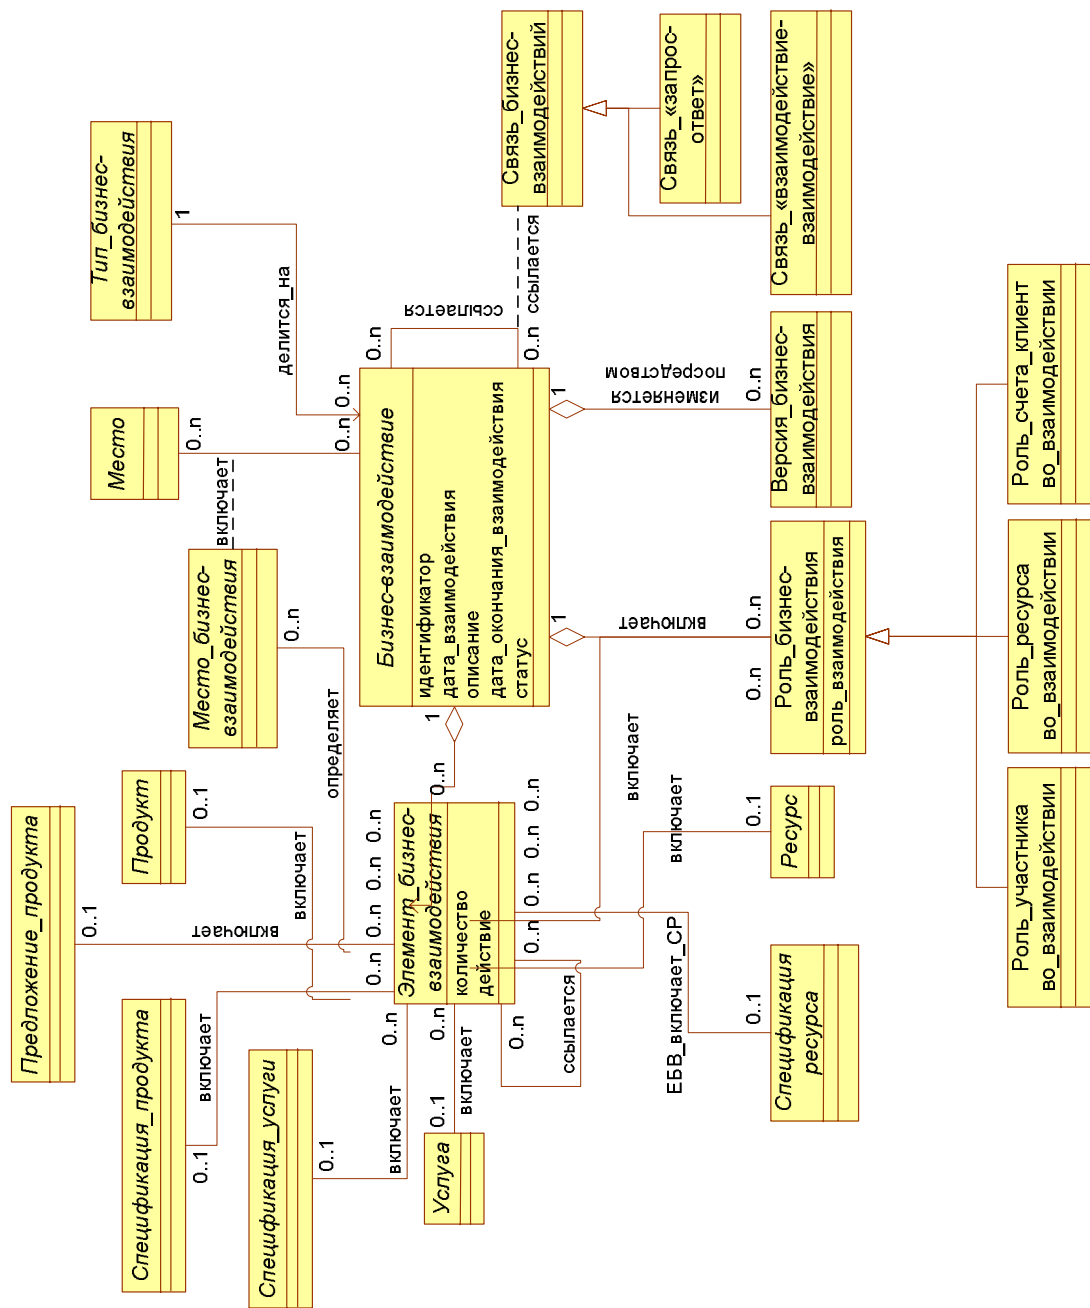 Предложение_продукта
0..1
включает
0..n
Продукт
0..1
включает
0..n
Спецификация_продукта
0..1
включает
0..n
Спецификация_услуги
0..1
включает
0..n
Услуга
0..1
включает
0..n
Место_бизнес-
взаимодействия
0..n
определяет
0..n
Место
0..n
включает
0..n
Тип_бизнес-
взаимодействия
1
делится_на
0..n
Элемент_бизнес-
взаимодействия
количество
действие
0..n
0..n
ссылается
0..n
0..n
0..n
0..n
1
Бизнес-взаимодействие
идентификатор
дата_взаимодействия
описание
дата_окончания_взаимодействия
статус
0..n
ссылается
0..n
ссылается
Связь_бизнес-
взаимодействий
Связь_«запрос-
ответ»
Связь_«взаимодействие-
взаимодействие»
1
изменяется
посредством
0..n
Версия_бизнес-
взаимодействия
1
включает
0..n
включает
0..n
Роль_бизнес-
взаимодействия
роль_взаимодействия
включает
0..1
Ресурс
ЕБВ_включает_СР
0..1
Спецификация
ресурса
Роль_участника
во_взаимодействии
Роль_ресурса
во_взаимодействии
Роль_счета_клиент
во_взаимодействии